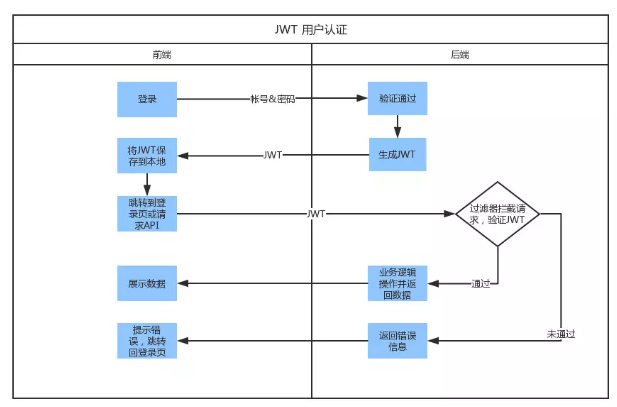 JWT 用户认证
前端
后端
登录
帐号&密码
验证通过
将JWT保
存到本地
JWT
生成JWT
跳转到登
录页或请
求API
JWT
过滤器拦截请
求，验证JWT
展示数据
业务逻辑
操作并返
回数据
通过
提示错
误，跳转
回登录页
返回错误
信息
未通过